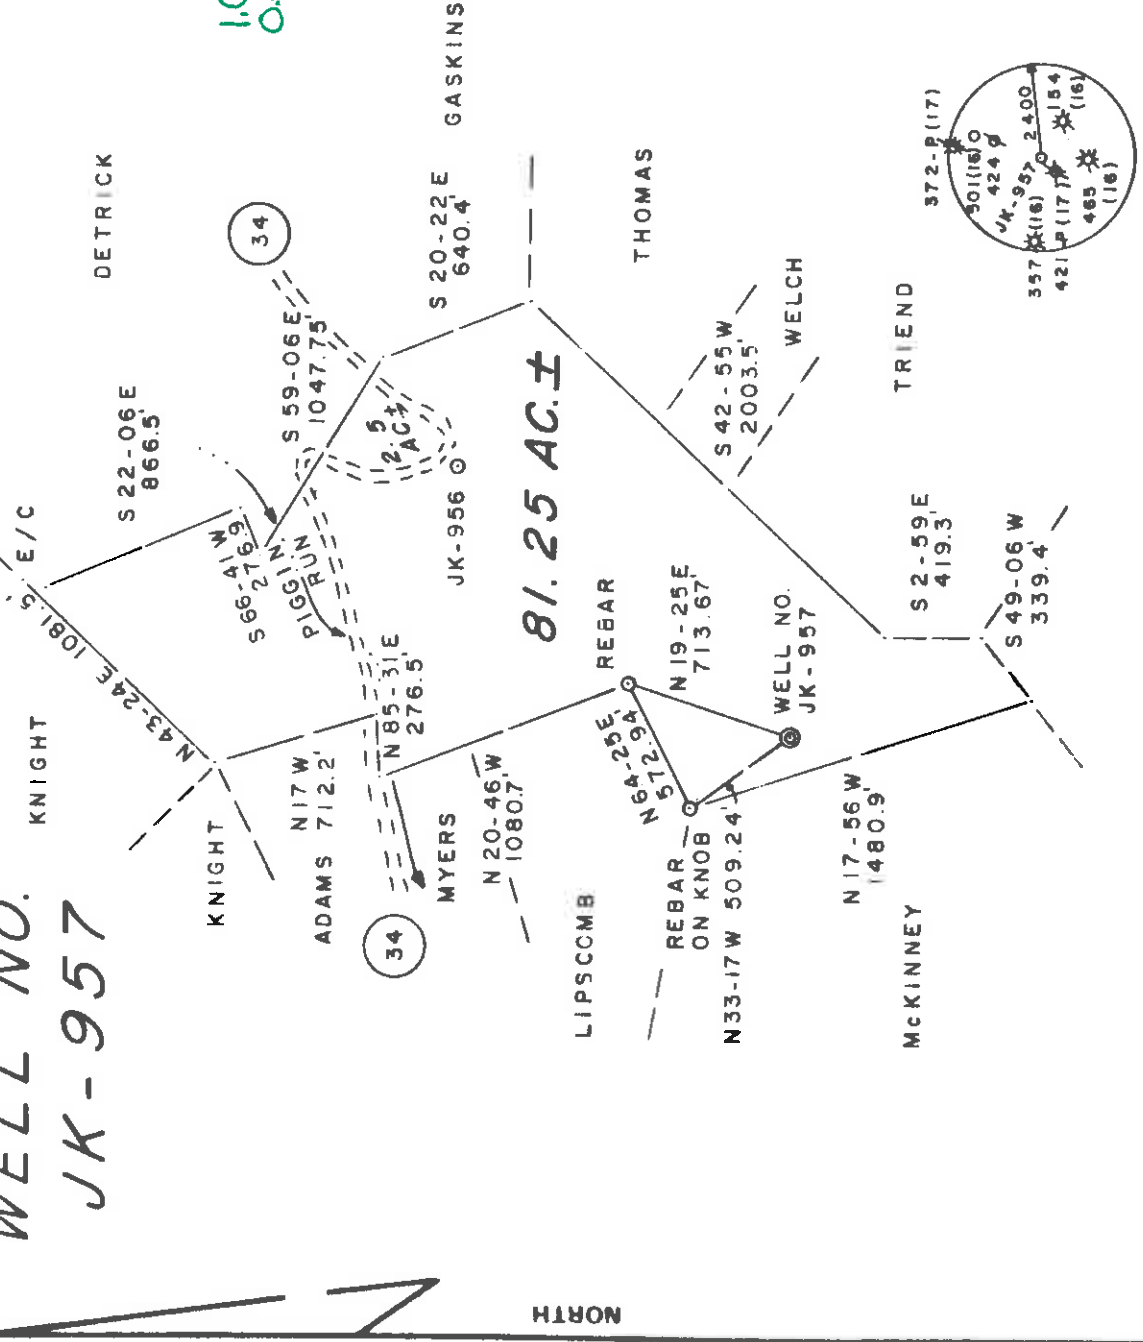 WELL NO.
JK-957
1.0
KNIGHT
E/C
N 43-24 E 1081.5'
DETRICK
S 22-06 E
866.5'
GASKINS
34
S 66-41 W
276.9'
PIGGIN
RUN
S 59-06 E
1047.75'
S 20-22 E
640.4'
5
2.
AC.±
JK-956
KNIGHT
N 17 W
712.2'
ADAMS
N 85-31 E
276.5'
34
MYERS
N 20-46 W
1080.7'
81.25 AC.±
THOMAS
S 42-55 W
2003.5'
WELCH
TRIEND
REBAR
N 19-25 E
713.67'
N 64-25 E
572.94'
LIPSCOMB
REBAR
ON KNOB
N 33-17 W 509.24'
WELL NO.
JK-957
N 17-56 W
1480.9'
McKINNEY
S 2-59 E
419.3'
S 49-06 W
339.4'
372-P (17)
501 (16)
424
JK-957
2400
357 (16)
154
(16)
421-P (17)
465
(16)
NORTH